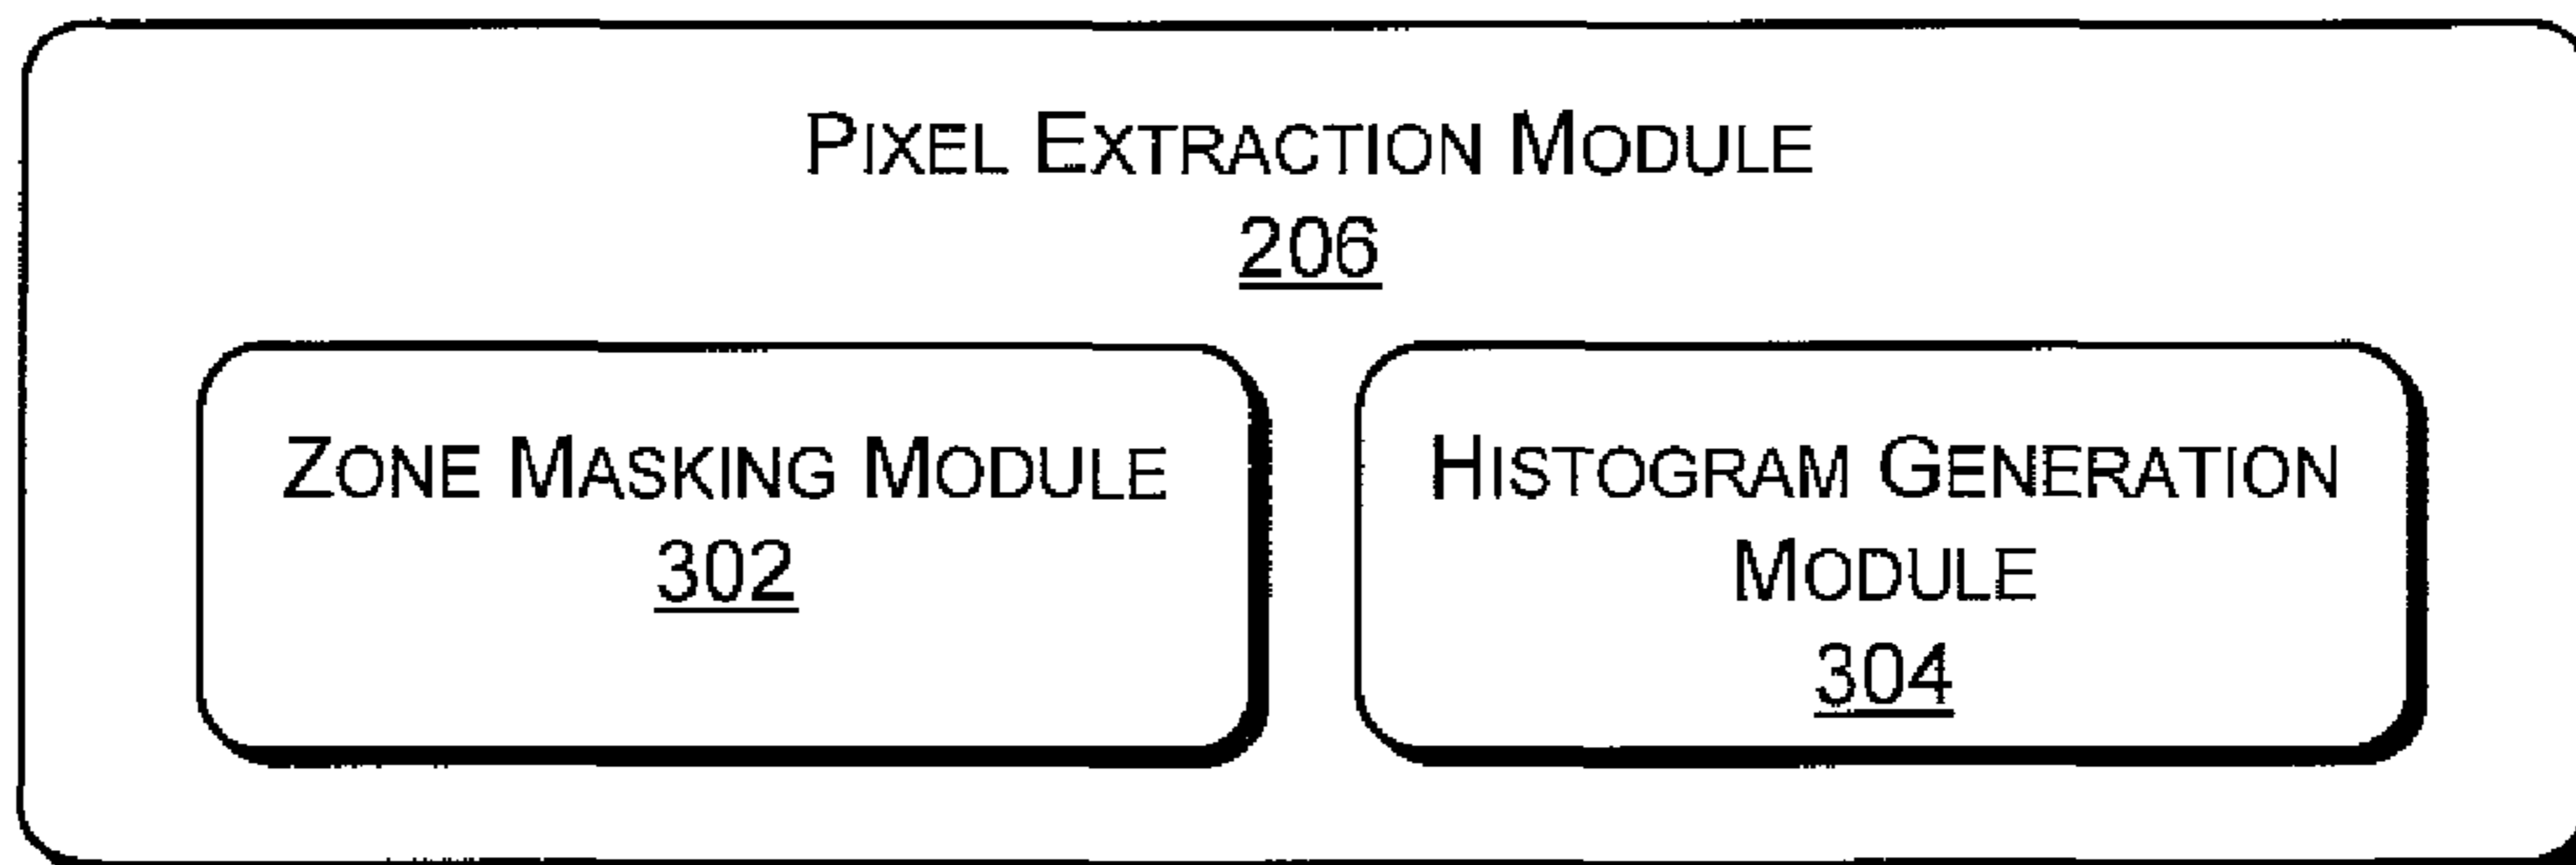 PIXEL EXTRACTION MODULE
206
ZONE MASKING MODULE
302
HISTOGRAM GENERATION
MODULE
304